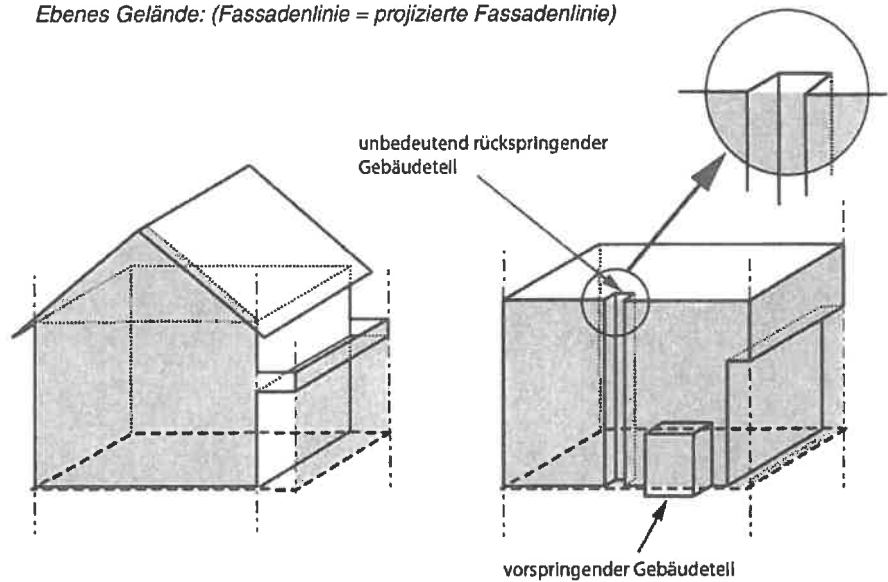 Ebenes Gelände: (Fassadenlinie = projizierte Fassadenlinie)
unbedeutend rückspringender
Gebäudeteil
vorspringender Gebäudeteil